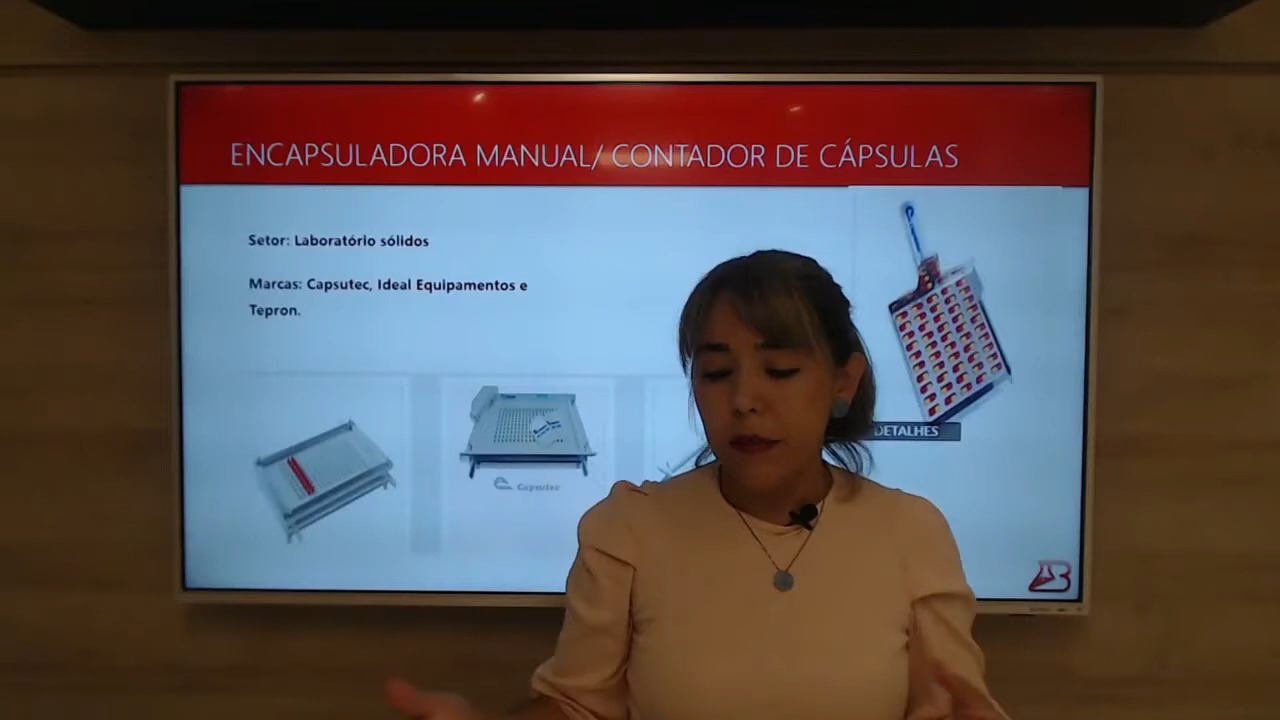 ENCAPSULADORA MANUAL/ CONTADOR DE CÁPSULAS
Setor: Laboratório sólidos
Marcas: Capsutec, Ideal Equipamentos e
Tepron.
Capsutec
DETALHES
B